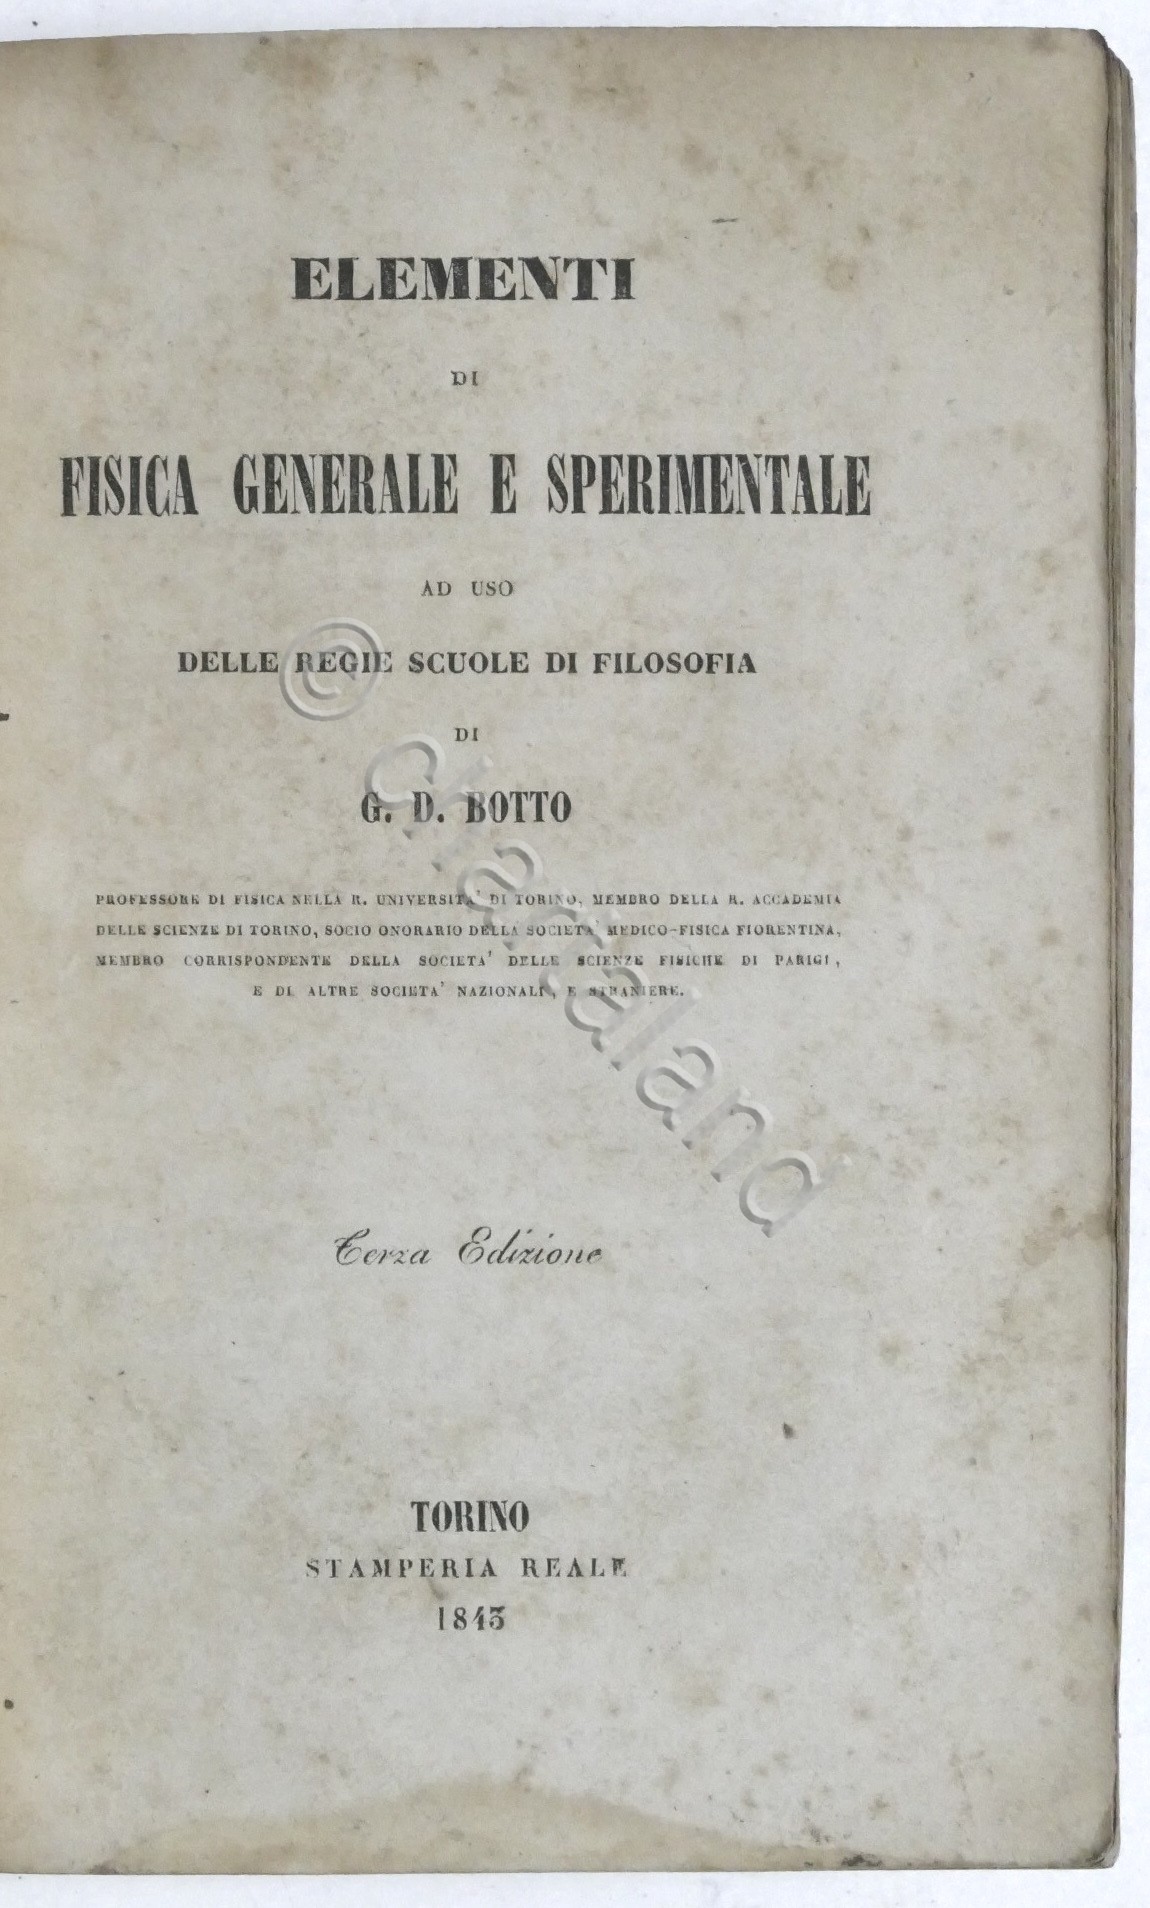 ELEMENTI
DI
FISICA GENERALE E SPERIMENTALE
AD USO
DELLE REGIE SCUOLE DI FILOSOFIA
DI
G. D. BOTTO
PROFESSORE DI FISICA NELLA R. UNIVERSITA' DI TORINO, MEMBRO DELLA R. ACCADEMIA
DELLE SCIENZE DI TORINO, SOCIO ONORARIO DELLA SOCIETA' MEDICO-FISICA FIORENTINA,
MEMBRO CORRISPONDENTE DELLA SOCIETA' DELLE SCIENZE FISICHE DI PARIGI,
E DI ALTRE SOCIETA' NAZIONALI, E STRANIERE.
Terza Edizione
TORINO
STAMPERIA REALE
1843
© Chartaland